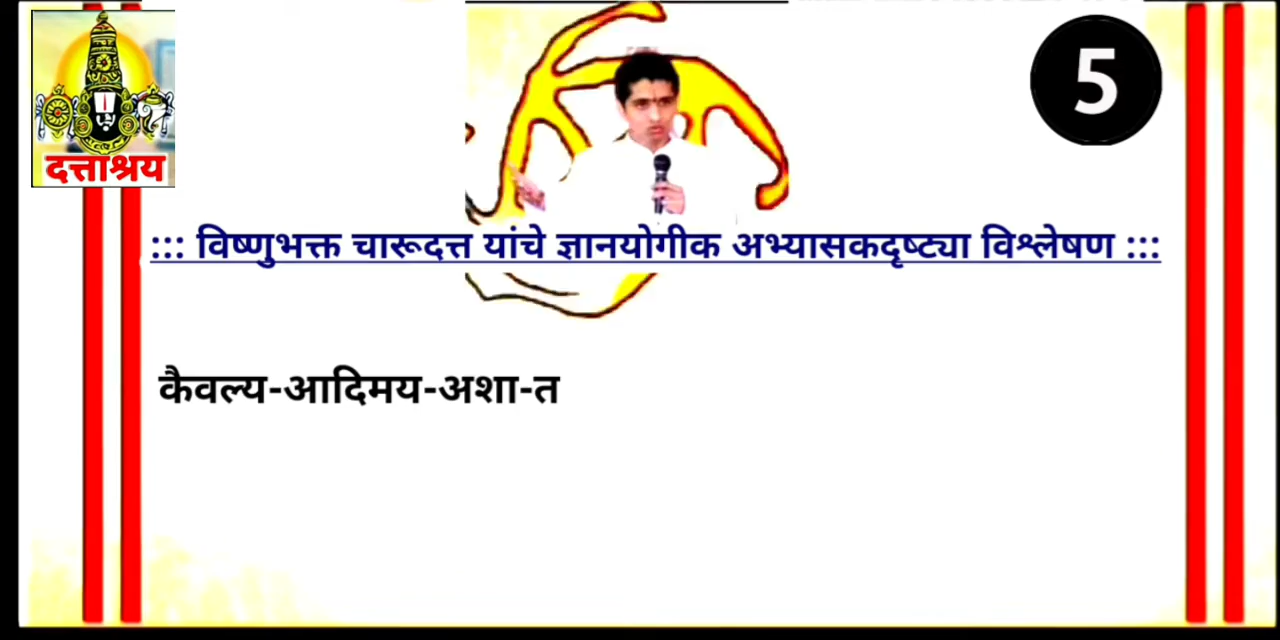 5
दत्ताश्रय
::: विष्णुभक्त चारूदत्त यांचे ज्ञानयोगीक अभ्यासकदृष्ट्या विश्लेषण :::
कैवल्य-आदिमय-अशा-त